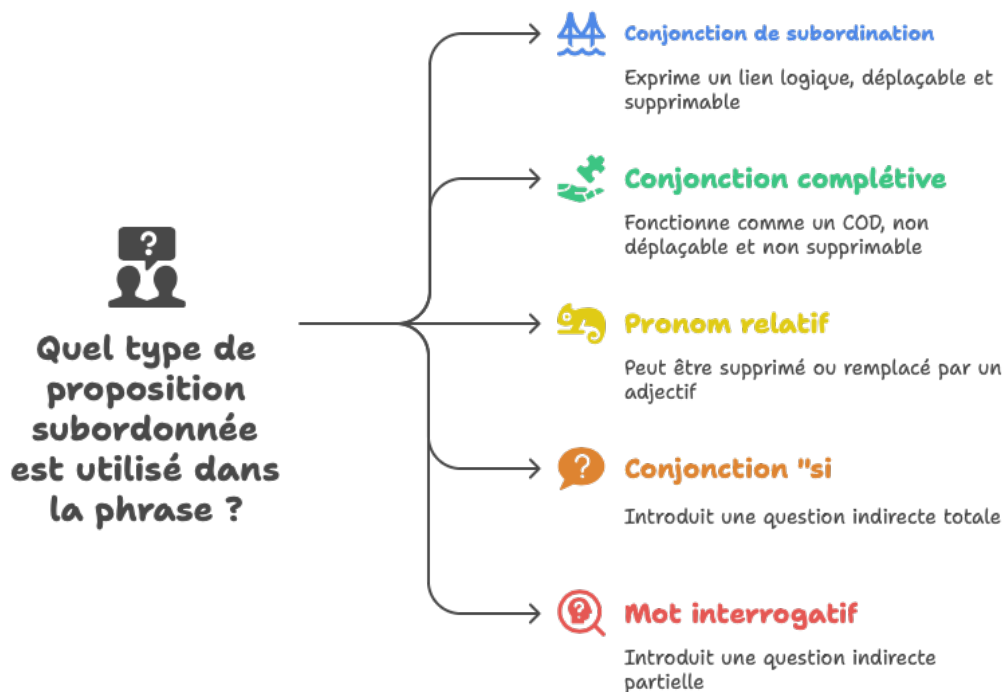 ?
Quel type de
proposition
subordonnée
est utilisé dans
la phrase ?
Conjonction de subordination
Exprime un lien logique, déplaçable et
supprimable
Conjonction complétive
Fonctionne comme un COD, non
déplaçable et non supprimable
Pronom relatif
Peut être supprimé ou remplacé par un
adjectif
?
Conjonction "si
Introduit une question indirecte totale
?
Mot interrogatif
Introduit une question indirecte
partielle